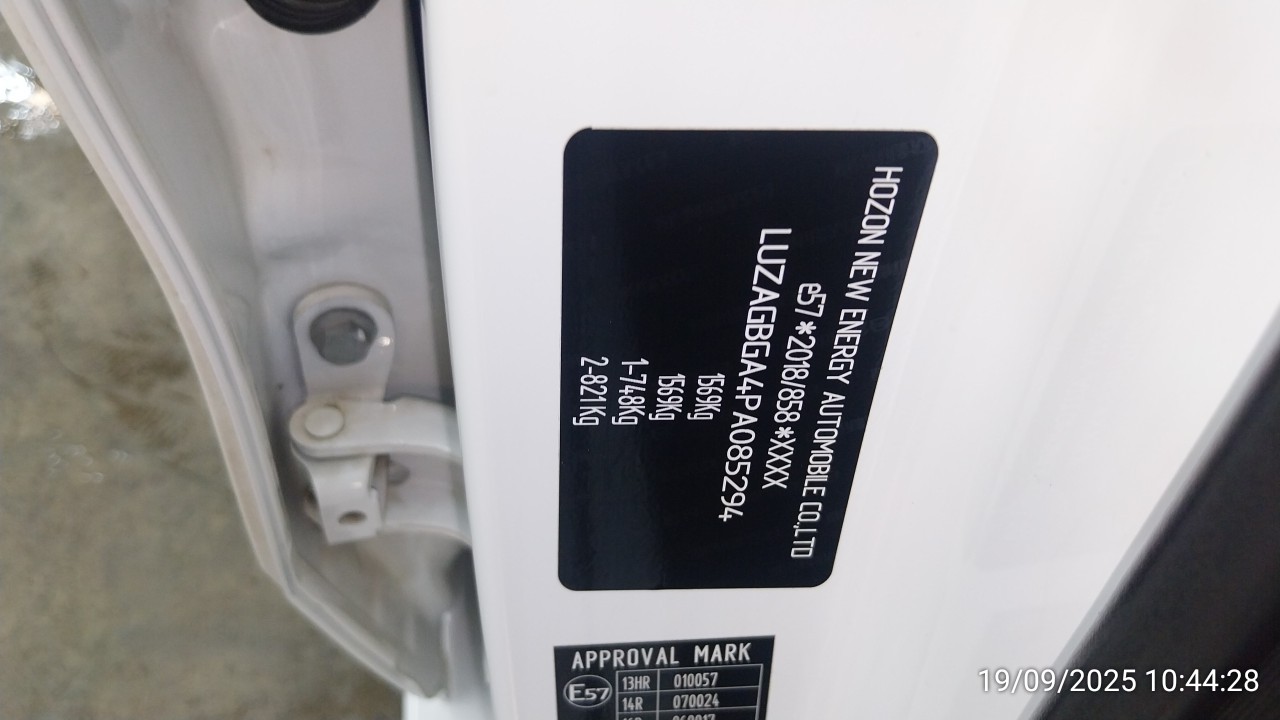 HOZON NEW ENERGY AUTOMOBILE CO.,LTD
e57*2018/858*XXXX
LUZAGBGA4PA085294
1569Kg
1569Kg
1-748Kg
2-821Kg
APPROVAL MARK
E57
13HR 010057
14R 070024
19/09/2025 10:44:28